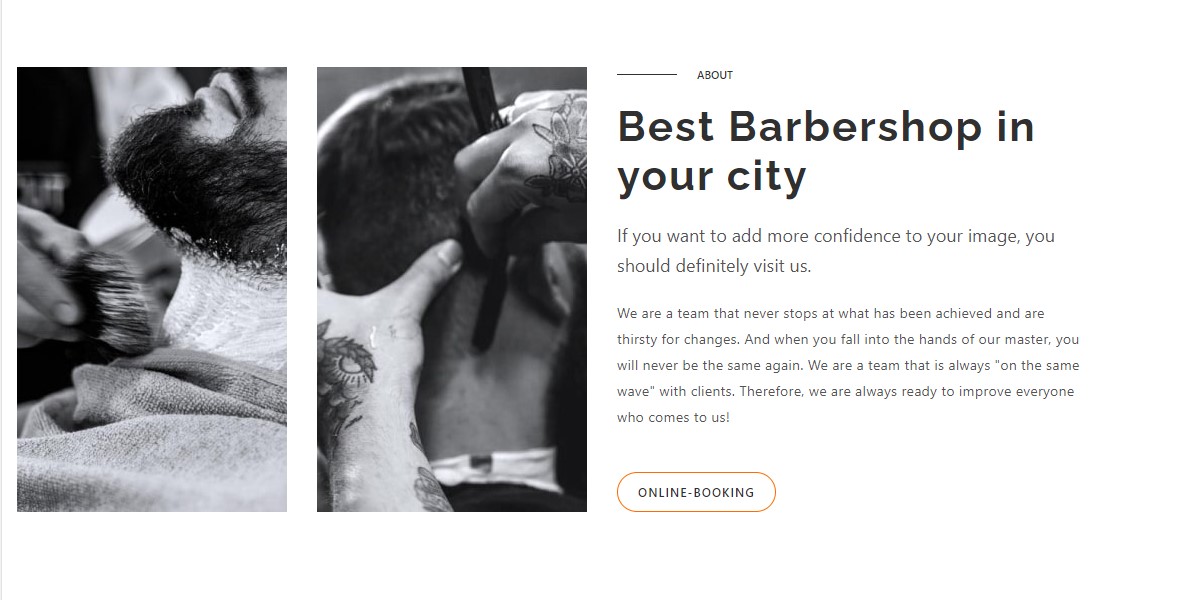 ABOUT
Best Barbershop in
your city
If you want to add more confidence to your image, you
should definitely visit us.
We are a team that never stops at what has been achieved and are
thirsty for changes. And when you fall into the hands of our master, you
will never be the same again. We are a team that is always "on the same
wave" with clients. Therefore, we are always ready to improve everyone
who comes to us!
ONLINE-BOOKING